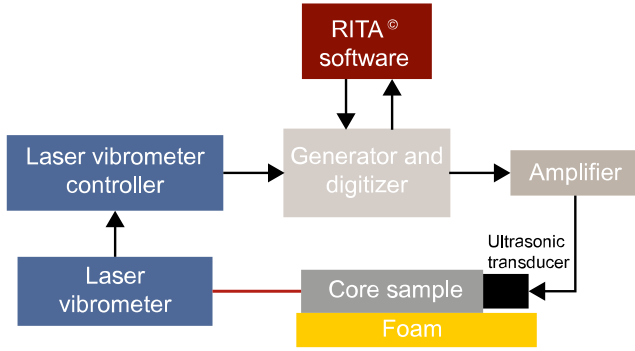 RITA ©
software
Laser vibrometer
controller
Generator and
digitizer
Amplifier
Ultrasonic
transducer
Laser
vibrometer
Core sample
Foam